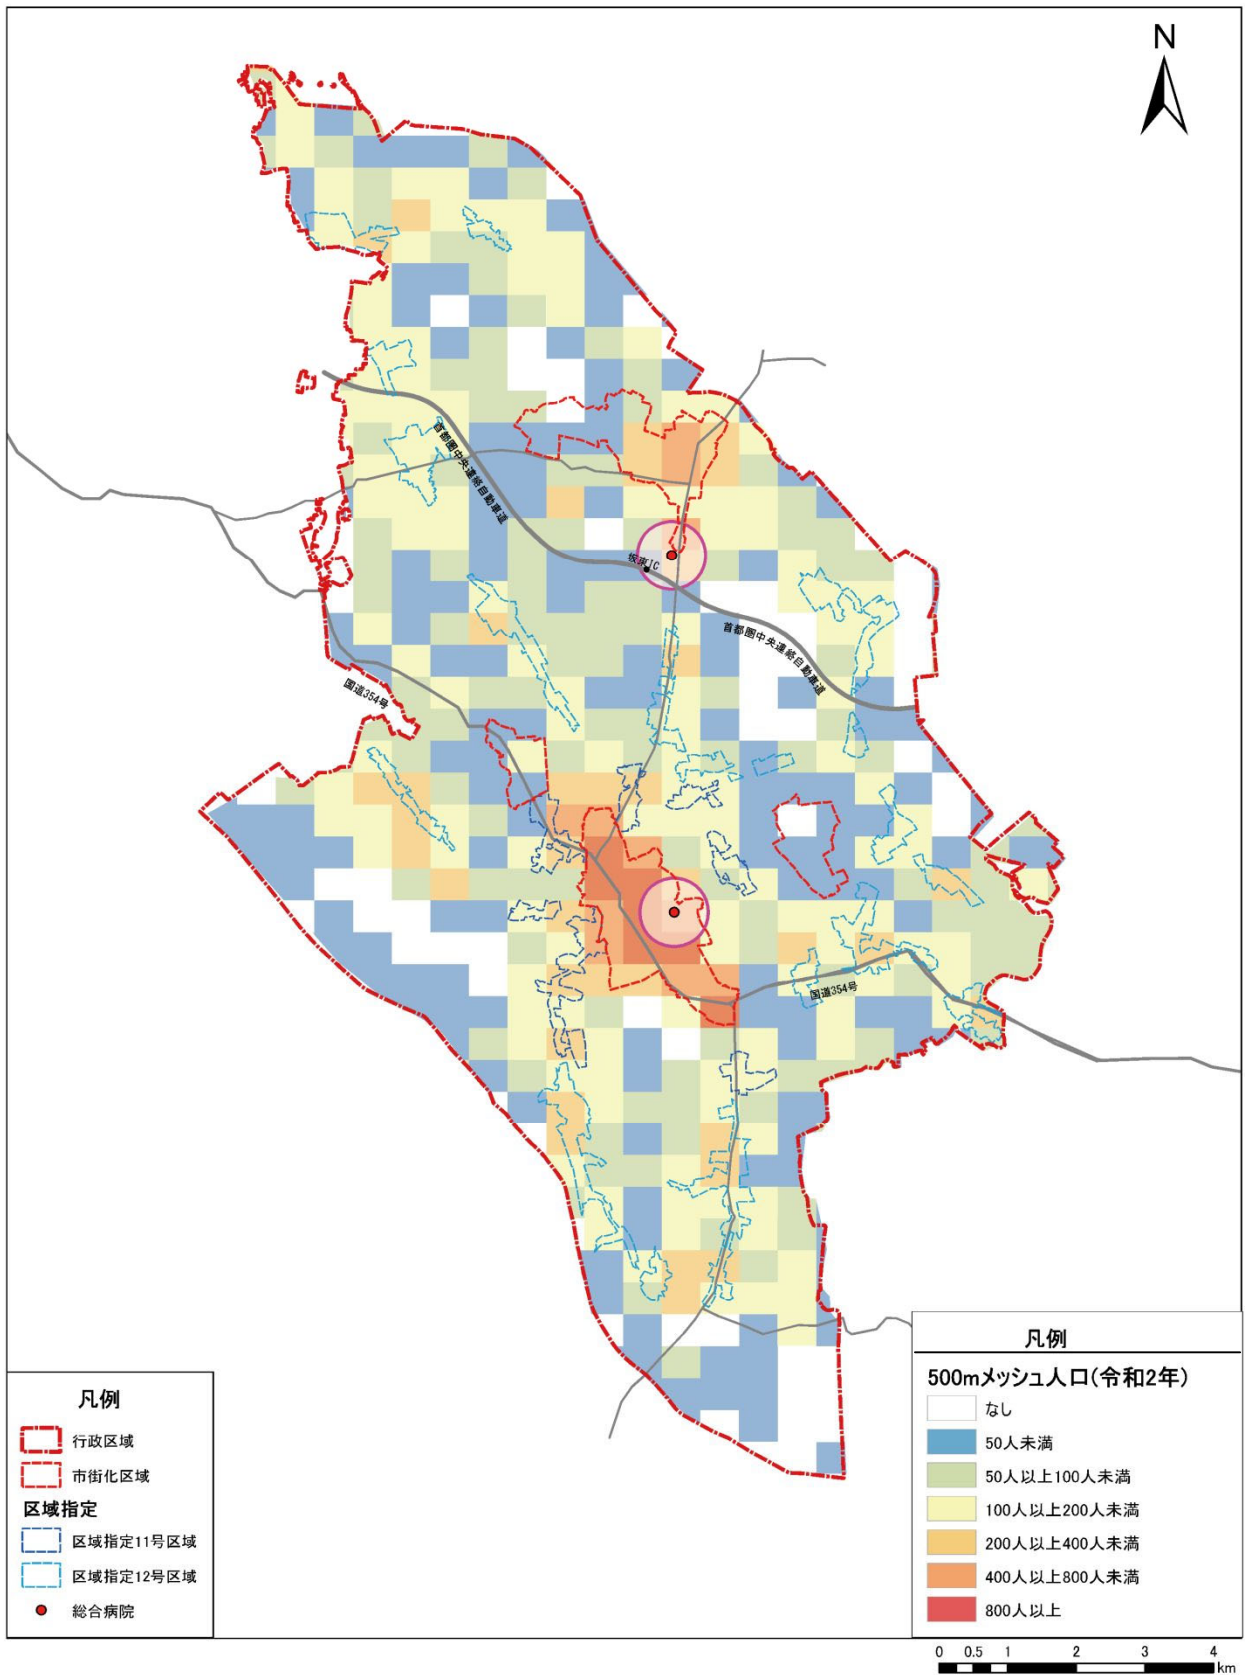 N
首都圏中央連絡自動車道
坂東IC
首都圏中央連絡自動車道
国道354号
国道354号
凡例
行政区域
市街化区域
区域指定
区域指定11号区域
区域指定12号区域
総合病院
凡例
500mメッシュ人口(令和2年)
なし
50人未満
50人以上100人未満
100人以上200人未満
200人以上400人未満
400人以上800人未満
800人以上
0 0.5 1 2 3 4
km